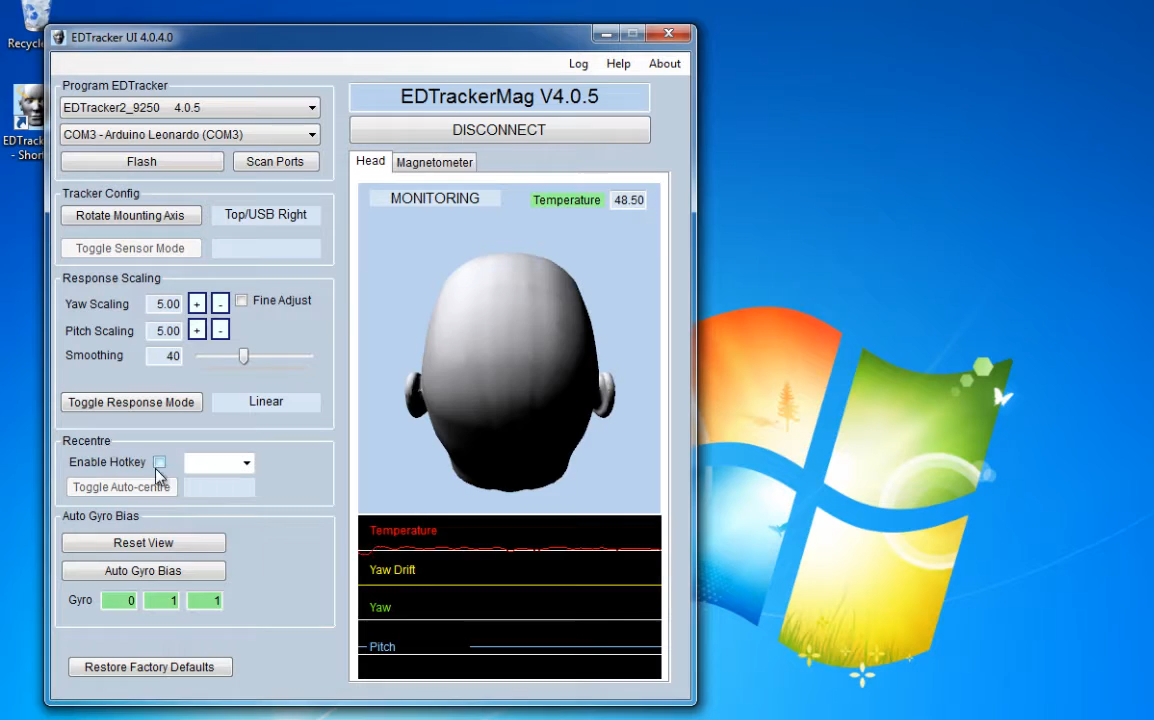 Recycle
EDTrack
- Short
EDTracker UI 4.0.4.0
Log Help About
Program EDTracker
EDTracker2_9250 4.0.5
COM3 - Arduino Leonardo (COM3)
Flash Scan Ports
Tracker Config
Rotate Mounting Axis Top/USB Right
Toggle Sensor Mode
Response Scaling
Yaw Scaling 5.00 + - Fine Adjust
Pitch Scaling 5.00 + -
Smoothing 40
Toggle Response Mode Linear
Recentre
Enable Hotkey
Toggle Auto-centre
Auto Gyro Bias
Reset View
Auto Gyro Bias
Gyro 0 1 1
Restore Factory Defaults
EDTrackerMag V4.0.5
DISCONNECT
Head Magnetometer
MONITORING Temperature 48.50
Temperature
Yaw Drift
Yaw
Pitch